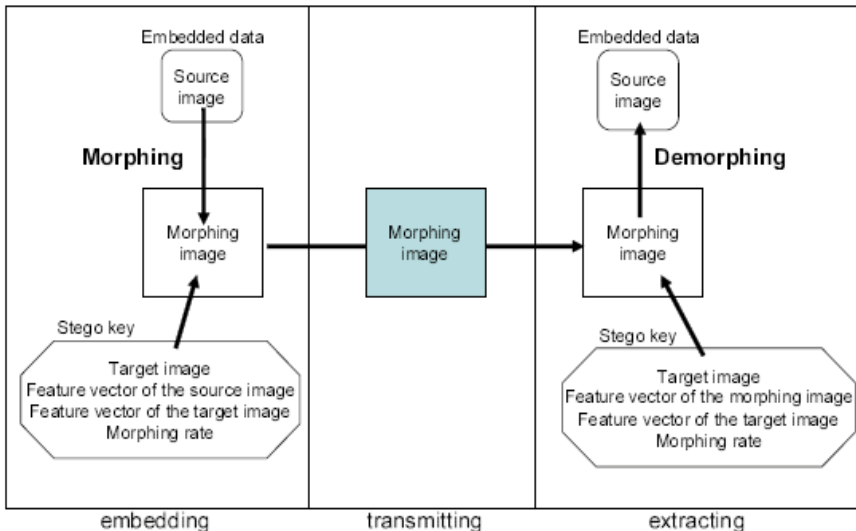 Embedded data
Source
image
Morphing
Morphing
image
Stego key
Target image
Feature vector of the source image
Feature vector of the target image
Morphing rate
embedding
Morphing
image
transmitting
Embedded data
Source
image
Demorphing
Morphing
image
Stego key
Target image
Feature vector of the morphing image
Feature vector of the target image
Morphing rate
extracting